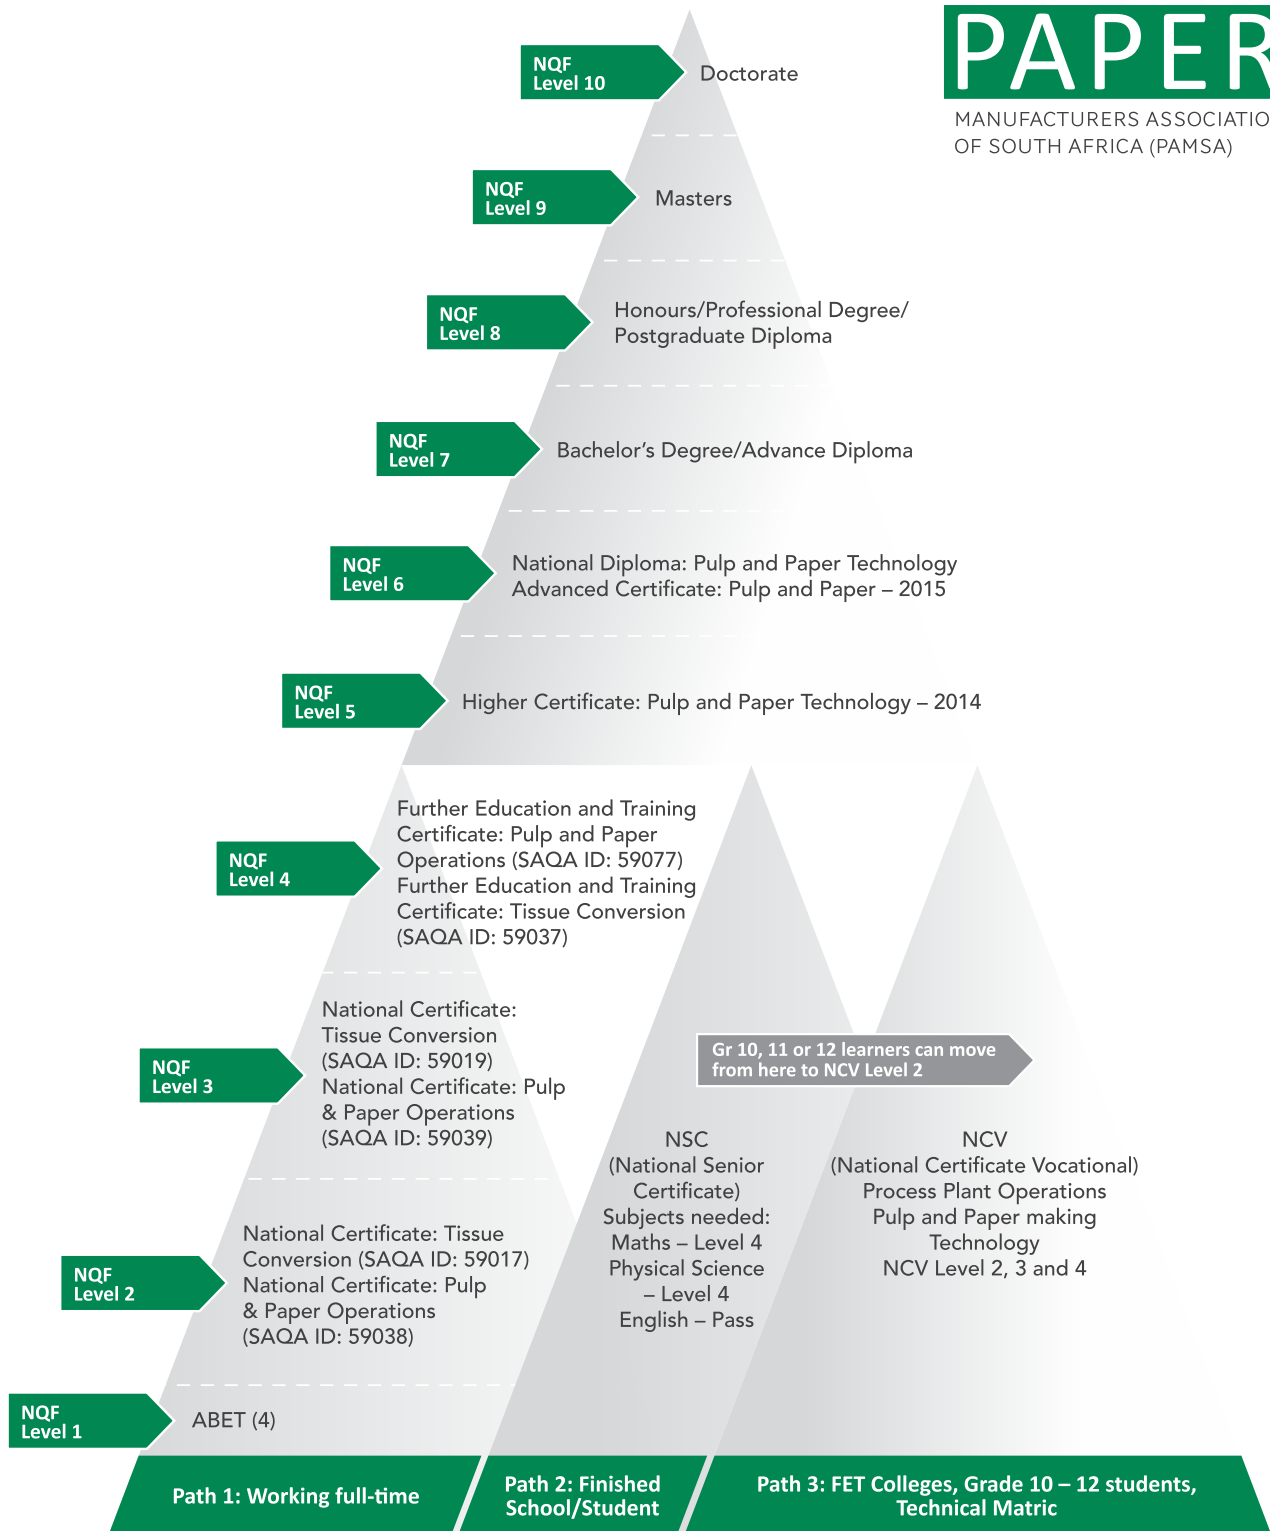 PAPER
MANUFACTURERS ASSOCIATIO
OF SOUTH AFRICA (PAMSA)
NQF
Level 10
Doctorate
NQF
Level 9
Masters
NQF
Level 8
Honours/Professional Degree/
Postgraduate Diploma
NQF
Level 7
Bachelor's Degree/Advance Diploma
NQF
Level 6
National Diploma: Pulp and Paper Technology
Advanced Certificate: Pulp and Paper – 2015
NQF
Level 5
Higher Certificate: Pulp and Paper Technology – 2014
NQF
Level 4
Further Education and Training
Certificate: Pulp and Paper
Operations (SAQA ID: 59077)
Further Education and Training
Certificate: Tissue Conversion
(SAQA ID: 59037)
NQF
Level 3
National Certificate:
Tissue Conversion
(SAQA ID: 59019)
National Certificate: Pulp
& Paper Operations
(SAQA ID: 59039)
Gr 10, 11 or 12 learners can move
from here to NCV Level 2
NQF
Level 2
National Certificate: Tissue
Conversion (SAQA ID: 59017)
National Certificate: Pulp
& Paper Operations
(SAQA ID: 59038)
NSC
(National Senior
Certificate)
Subjects needed:
Maths – Level 4
Physical Science
– Level 4
English – Pass
NCV
(National Certificate Vocational)
Process Plant Operations
Pulp and Paper making
Technology
NCV Level 2, 3 and 4
NQF
Level 1
ABET (4)
Path 1: Working full-time
Path 2: Finished
School/Student
Path 3: FET Colleges, Grade 10 – 12 students,
Technical Matric